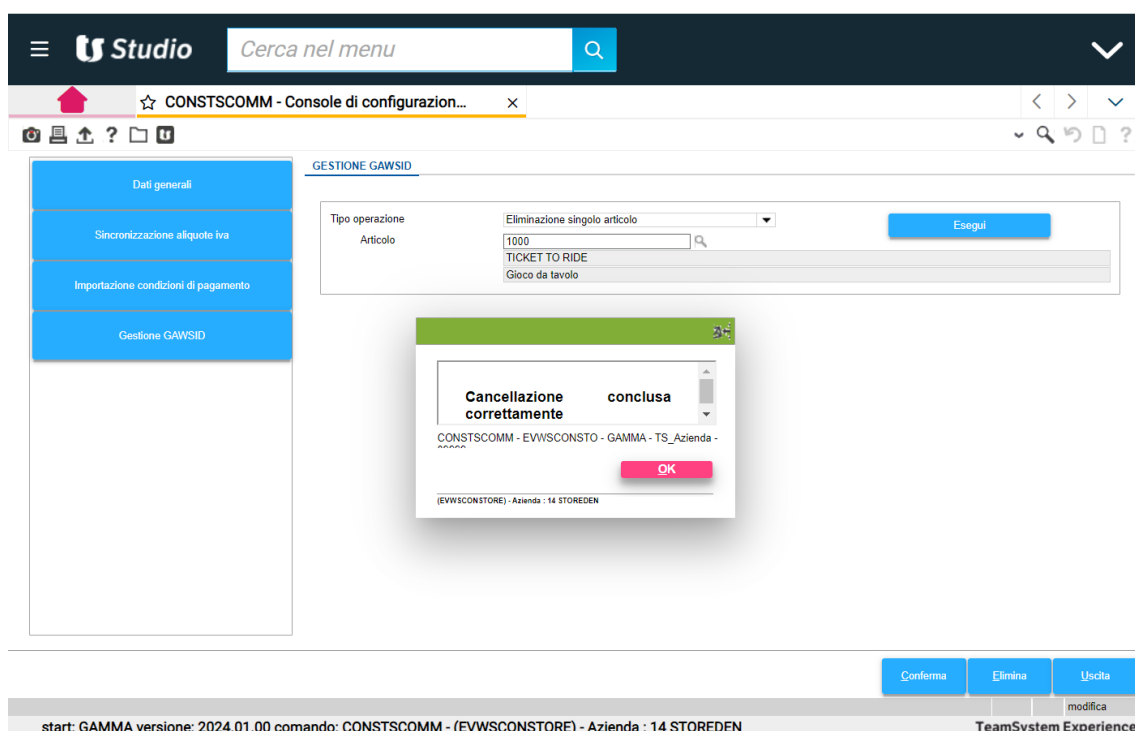 TS Studio
Cerca nel menu
CONSTSCOMM - Console di configurazion...
GESTIONE GAWSID
Dati generali
Sincronizzazione aliquote iva
Importazione condizioni di pagamento
Gestione GAWSID
Tipo operazione
Eliminazione singolo articolo
Esegui
Articolo
1000
TICKET TO RIDE
Gioco da tavolo
Cancellazione conclusa
correttamente
CONSTSCOMM - EVWSCONSTO - GAMMA - TS_Azienda -
OK
(EVWSCONSTORE) - Azienda : 14 STOREDEN
Conferma
Elimina
Uscita
modifica
start: GAMMA versione: 2024.01.00 comando: CONSTSCOMM - (EVWSCONSTORE) - Azienda : 14 STOREDEN
TeamSystem Experience